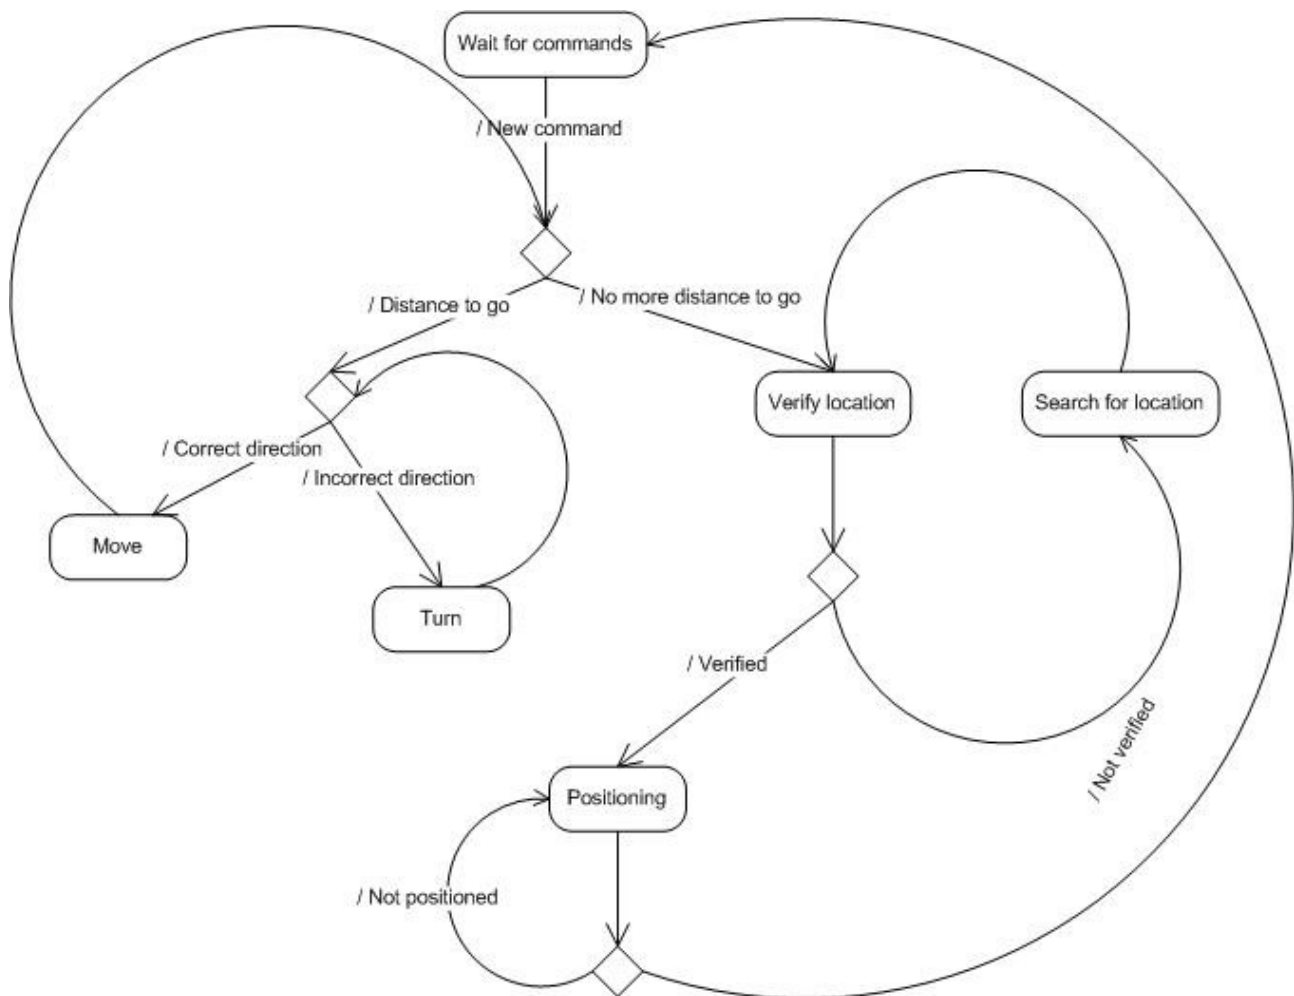 Wait for commands
/ New command
/ Distance to go
/ No more distance to go
Verify location
Search for location
/ Correct direction
/ Incorrect direction
Move
Turn
/ Verified
/ Not verified
Positioning
/ Not positioned